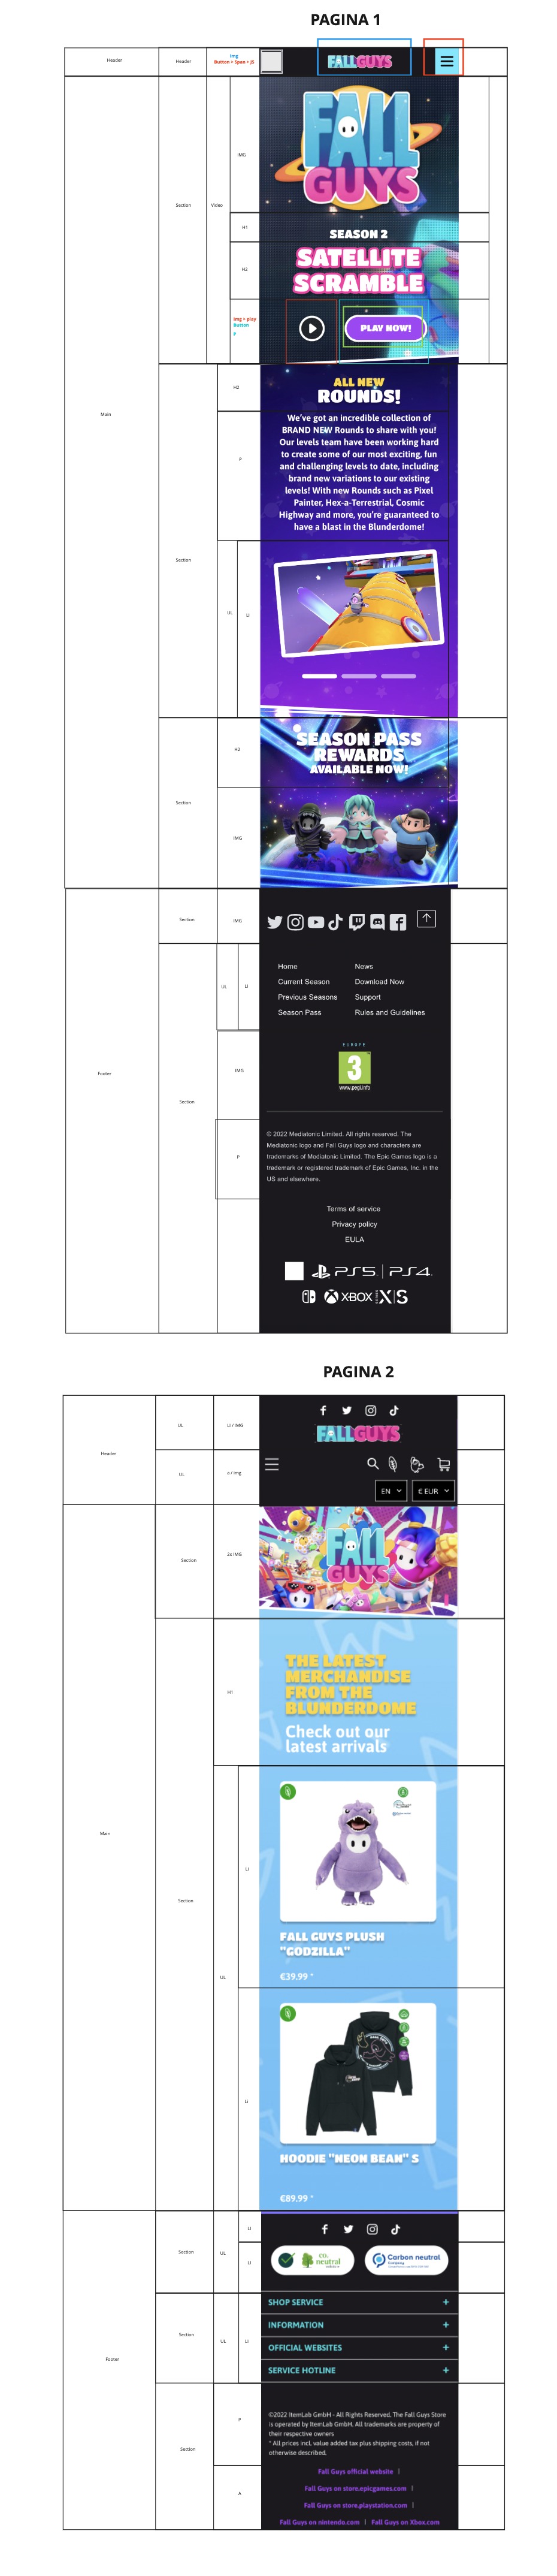 PAGINA 1
Header
Header
Img
Button > Span > JS
FALL GUYS
Main
Section
Video
IMG
FALL
GUYS
H1
SEASON 2
H2
SATELLITE
SCRAMBLE
Img > play
Button
PLAY NOW!
Section
H2
ALL NEW
ROUNDS!
P
We've got an incredible collection of
BRAND NEW Rounds to share with you!
Our levels team have been working hard
to create some of our most exciting, fun
and challenging levels to date, including
brand new variations to our existing
levels! With new Rounds such as Pixel
Painter, Hex-a-Terrestrial, Cosmic
Highway and more, you're guaranteed to
have a blast in the Blunderdome!
UL
LI
Section
H2
SEASON PASS
REWARDS
AVAILABLE NOW!
IMG
Footer
Section
IMG
Section
UL
LI
Home
News
Current Season
Download Now
Previous Seasons
Support
Season Pass
Rules and Guidelines
IMG
EUROPE
3
www.pegi.info
P
© 2022 Mediatonic Limited. All rights reserved. The
Mediatonic logo and Fall Guys logo and characters are
trademarks of Mediatonic Limited. The Epic Games logo is a
trademark or registered trademark of Epic Games, Inc. in the
US and elsewhere.
Terms of service
Privacy policy
EULA
PS5 PS4
XBOX SERIES X|S
PAGINA 2
Header
UL
LI / IMG
FALL GUYS
UL
a / img
EN
€ EUR
Main
Section
2x IMG
FALL
GUYS
Section
H1
THE LATEST
MERCHANDISE
FROM THE
BLUNDERDOME
Check out our
latest arrivals
UL
LI
FALL GUYS PLUSH
"GODZILLA"
€39.99 *
Li
HOODIE "NEON BEAN" S
€89.99 *
Footer
Section
UL
LI
LI
co2
neutral
Carbon neutral
Section
UL
LI
SHOP SERVICE +
INFORMATION +
OFFICIAL WEBSITES +
SERVICE HOTLINE +
Section
P
©2022 ItemLab GmbH - All Rights Reserved. The Fall Guys Store
is operated by ItemLab GmbH. All trademarks are property of
their respective owners
* All prices incl. value added tax plus shipping costs, if not
otherwise described.
A
Fall Guys official website |
Fall Guys on store.epicgames.com |
Fall Guys on store.playstation.com |
Fall Guys on nintendo.com | Fall Guys on Xbox.com